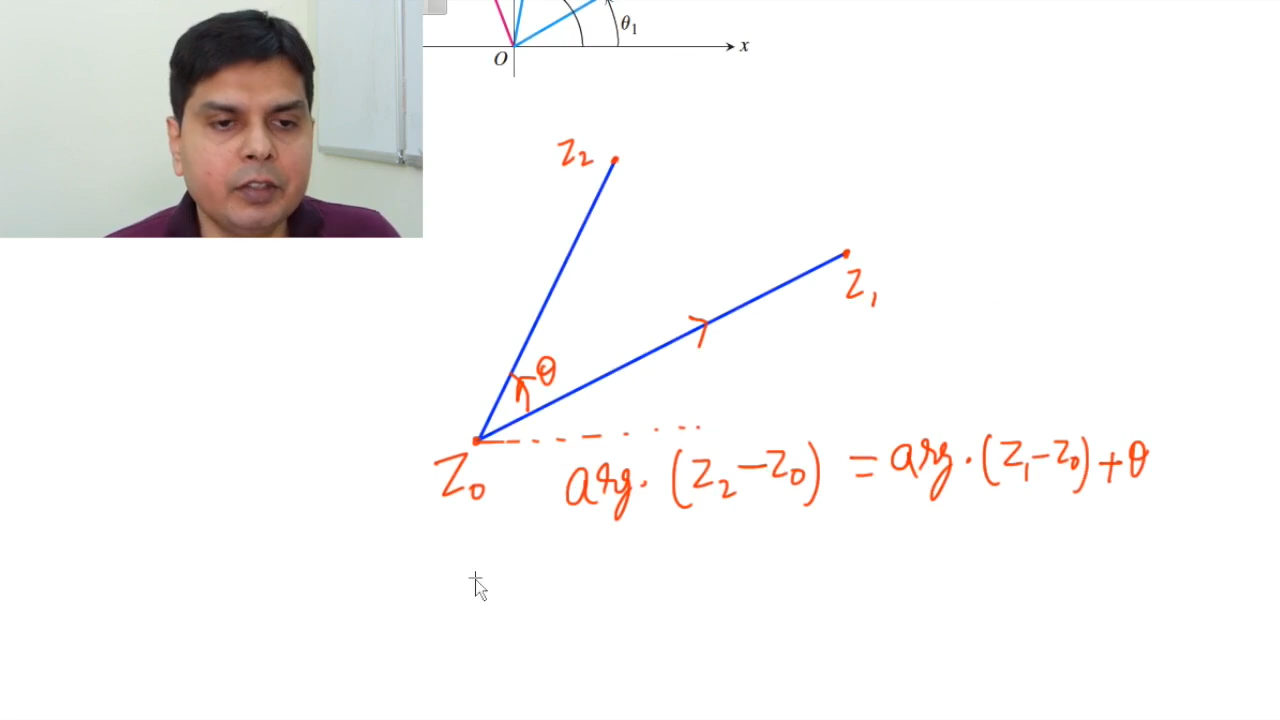 θ₁
x
O
Z₂
Z₁
θ
Z₀
arg. (Z₂-Z₀) = arg. (Z₁-Z₀) + θ